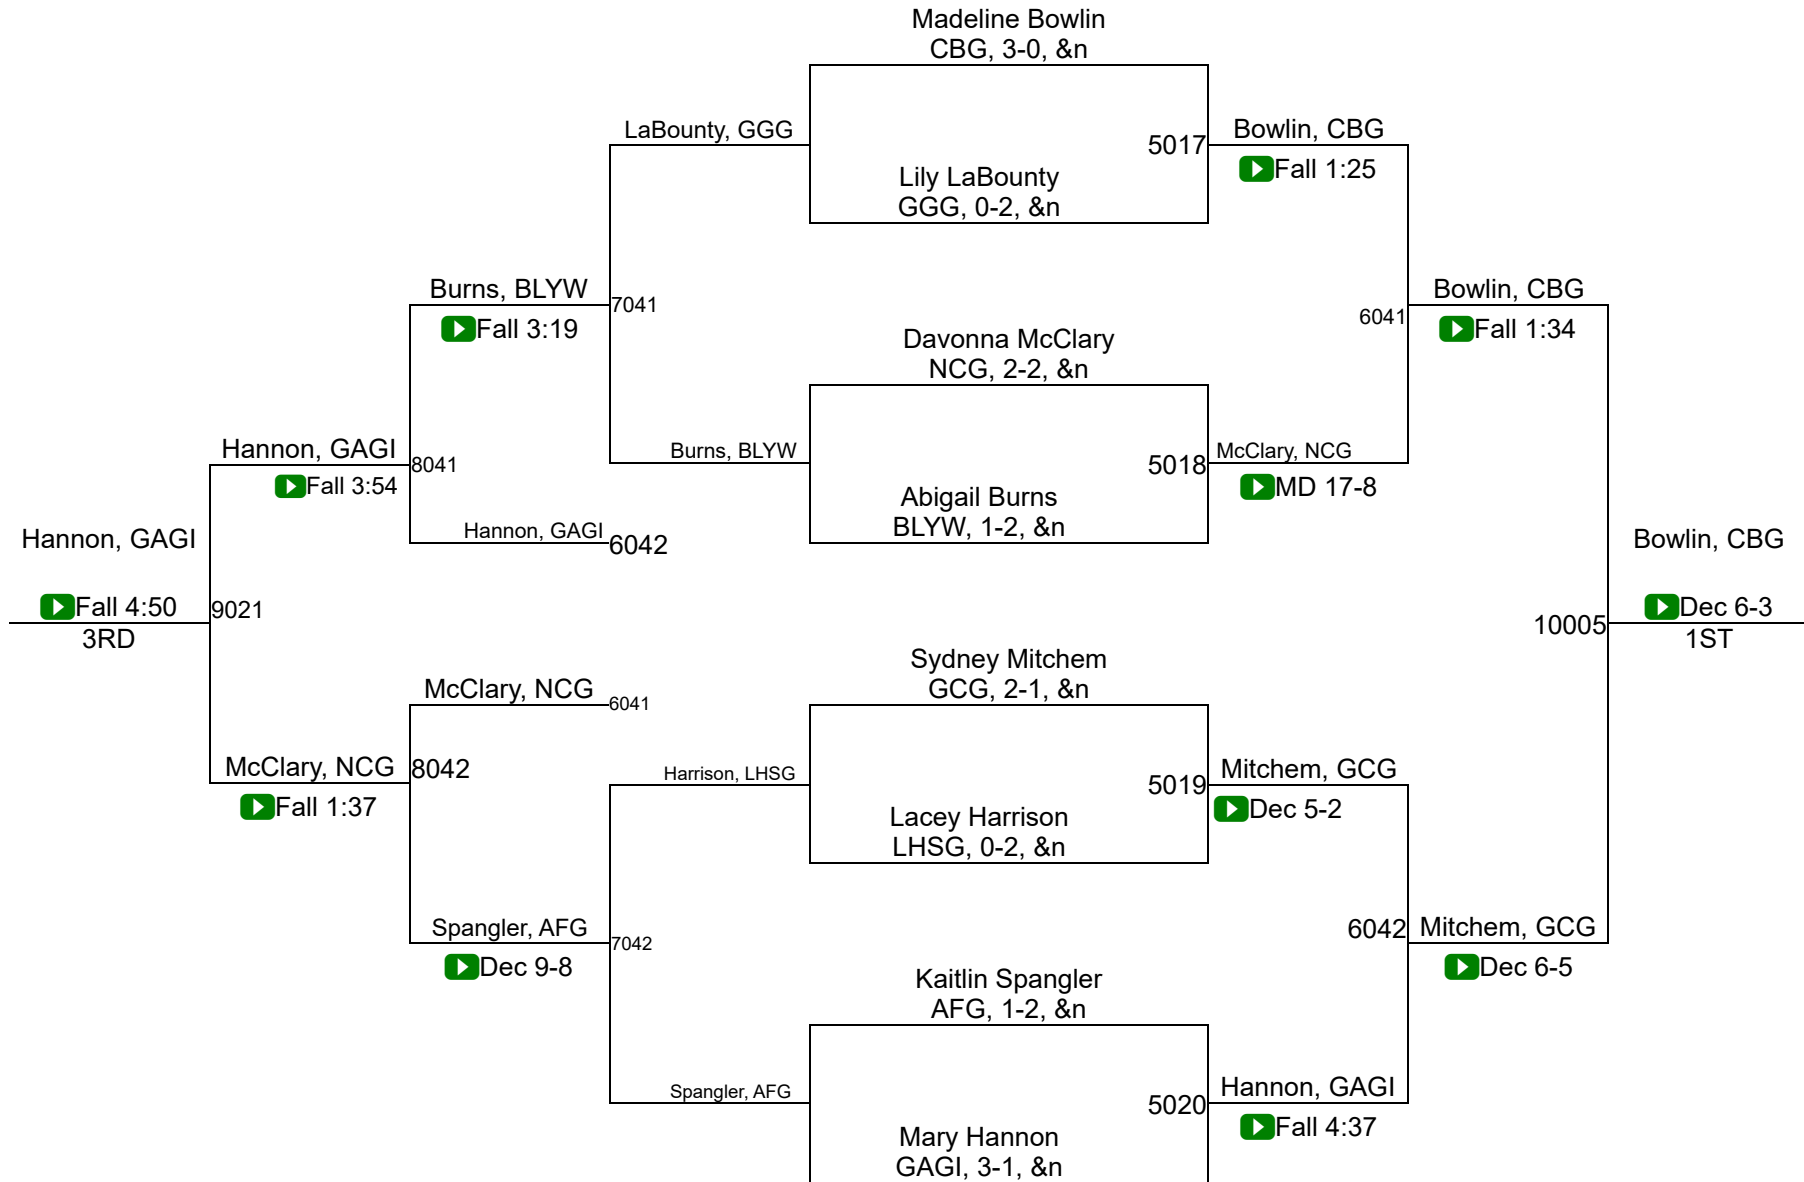 Madeline Bowlin
CBG, 3-0, &n
LaBounty, GGG
5017
Bowlin, CBG
Fall 1:25
Lily LaBounty
GGG, 0-2, &n
Burns, BLYW
Fall 3:19
7041
6041
Bowlin, CBG
Fall 1:34
Davonna McClary
NCG, 2-2, &n
Hannon, GAGI
Fall 3:54
8041
Burns, BLYW
5018
McClary, NCG
MD 17-8
Abigail Burns
BLYW, 1-2, &n
Hannon, GAGI
6042
Hannon, GAGI
Fall 4:50
3RD
9021
Bowlin, CBG
10005
Dec 6-3
1ST
Sydney Mitchem
GCG, 2-1, &n
McClary, NCG
6041
McClary, NCG
Fall 1:37
8042
Harrison, LHSG
5019
Mitchem, GCG
Dec 5-2
Lacey Harrison
LHSG, 0-2, &n
Spangler, AFG
Dec 9-8
7042
6042
Mitchem, GCG
Dec 6-5
Kaitlin Spangler
AFG, 1-2, &n
Spangler, AFG
5020
Hannon, GAGI
Fall 4:37
Mary Hannon
GAGI, 3-1, &n